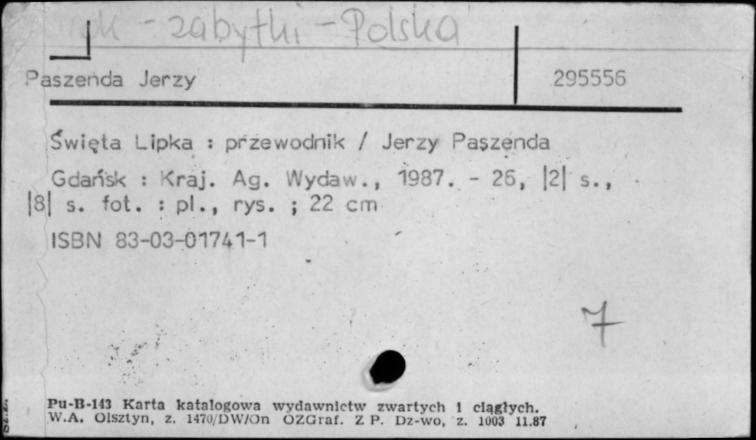 - zabytki - Polska
Paszenda Jerzy 295556
Święta Lipka : przewodnik / Jerzy Paszenda
Gdańsk : Kraj. Ag. Wydaw., 1987. - 26, |2| s.,
|8| s. fot. : pl., rys. ; 22 cm
ISBN 83-03-01741-1
7
Pu-B-143 Karta katalogowa wydawnictw zwartych i ciągłych.
W.A. Olsztyn, z. 1470/DW/On OZGraf. Z P. Dz-wo, z. 1003 11.87